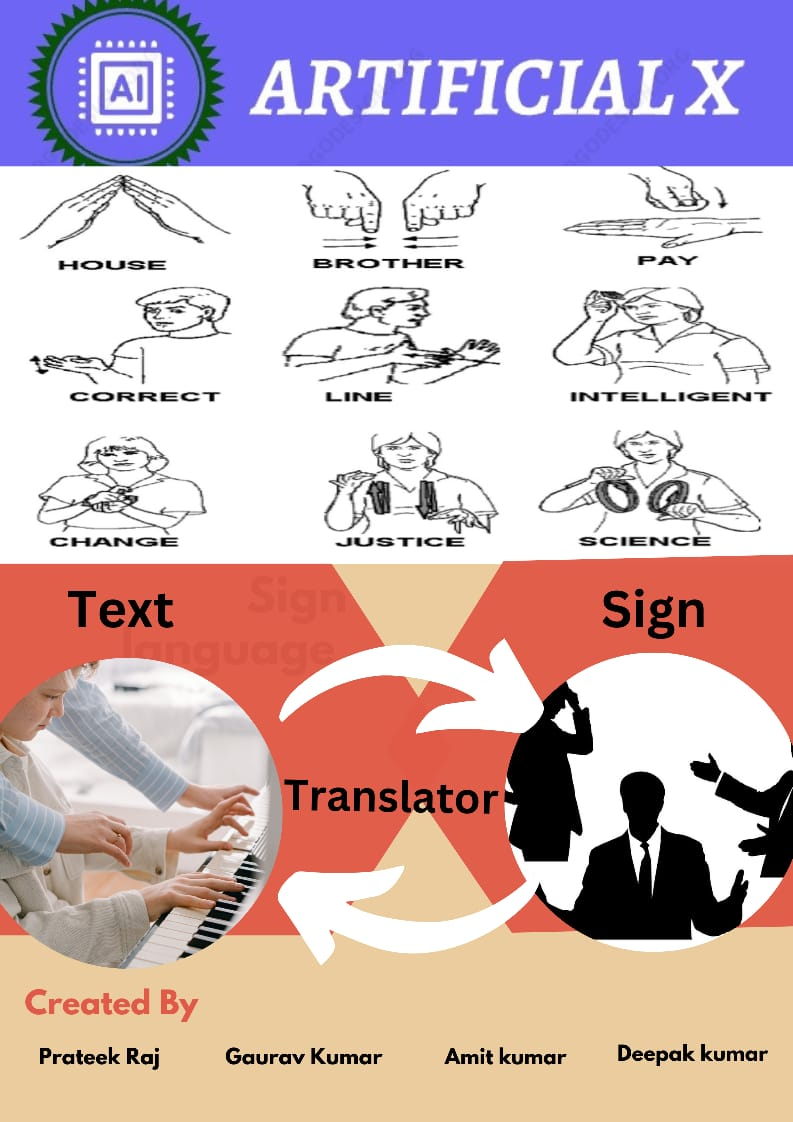 AI
ARTIFICIAL X
HOUSE
BROTHER
PAY
CORRECT
LINE
INTELLIGENT
CHANGE
JUSTICE
SCIENCE
Text
Sign
language
Sign
Translator
Created By
Prateek Raj
Gaurav Kumar
Amit kumar
Deepak kumar